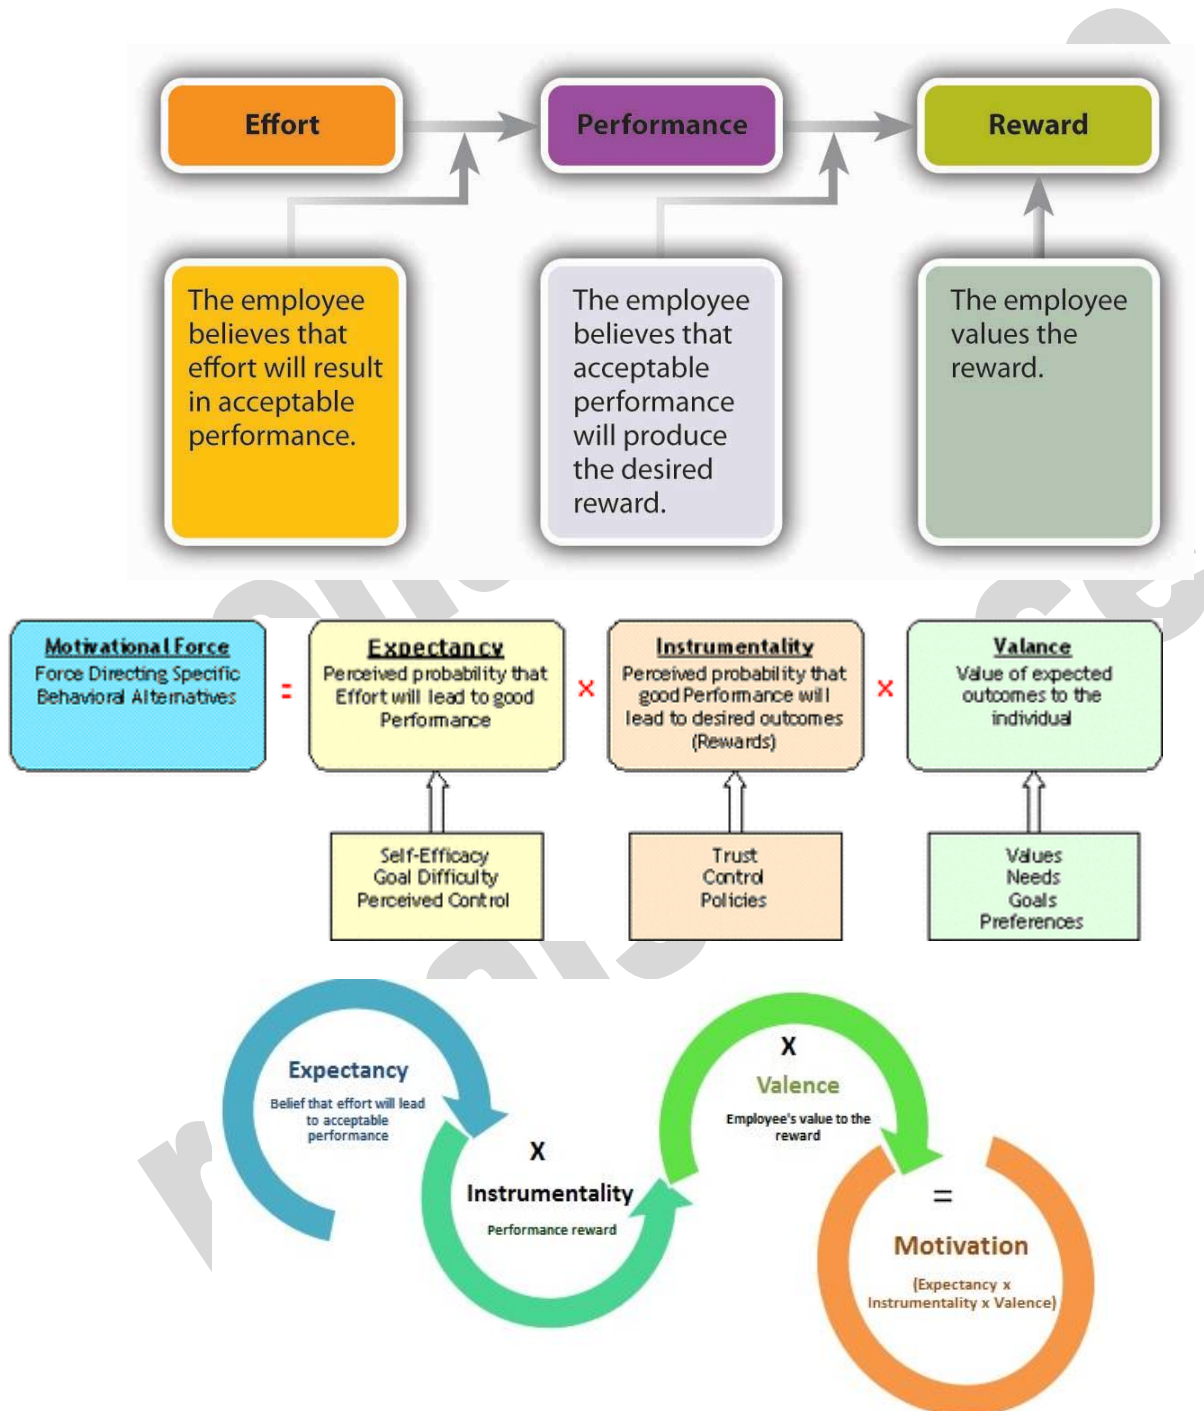 Effort
Performance
Reward
The employee
believes that
effort will result
in acceptable
performance.
The employee
believes that
acceptable
performance
will produce
the desired
reward.
The employee
values the
reward.
Motivational Force
Force Directing Specific
Behavioral Alternatives
=
Expectancy
Perceived probability that
Effort will lead to good
Performance
x
Instrumentality
Perceived probability that
good Performance will
lead to desired outcomes
(Rewards)
x
Valance
Value of expected
outcomes to the
individual
Self-Efficacy
Goal Difficulty
Perceived Control
Trust
Control
Policies
Values
Needs
Goals
Preferences
Expectancy
Belief that effort will lead
to acceptable
performance
X
Instrumentality
Performance reward
X
Valence
Employee's value to the
reward
=
Motivation
(Expectancy x
Instrumentality x Valence)